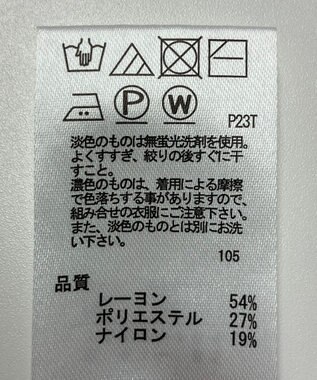 P
W
P23T
淡色のものは無蛍光洗剤を使用。
よくすすぎ、絞りの後すぐに干
すこと。
濃色のものは、着用による摩擦
で色落ちする事がありますので、
組み合せの衣服にご注意下さい。
また、淡色のものとは別にお洗
い下さい。
105
品質
レーヨン 54%
ポリエステル 27%
ナイロン 19%